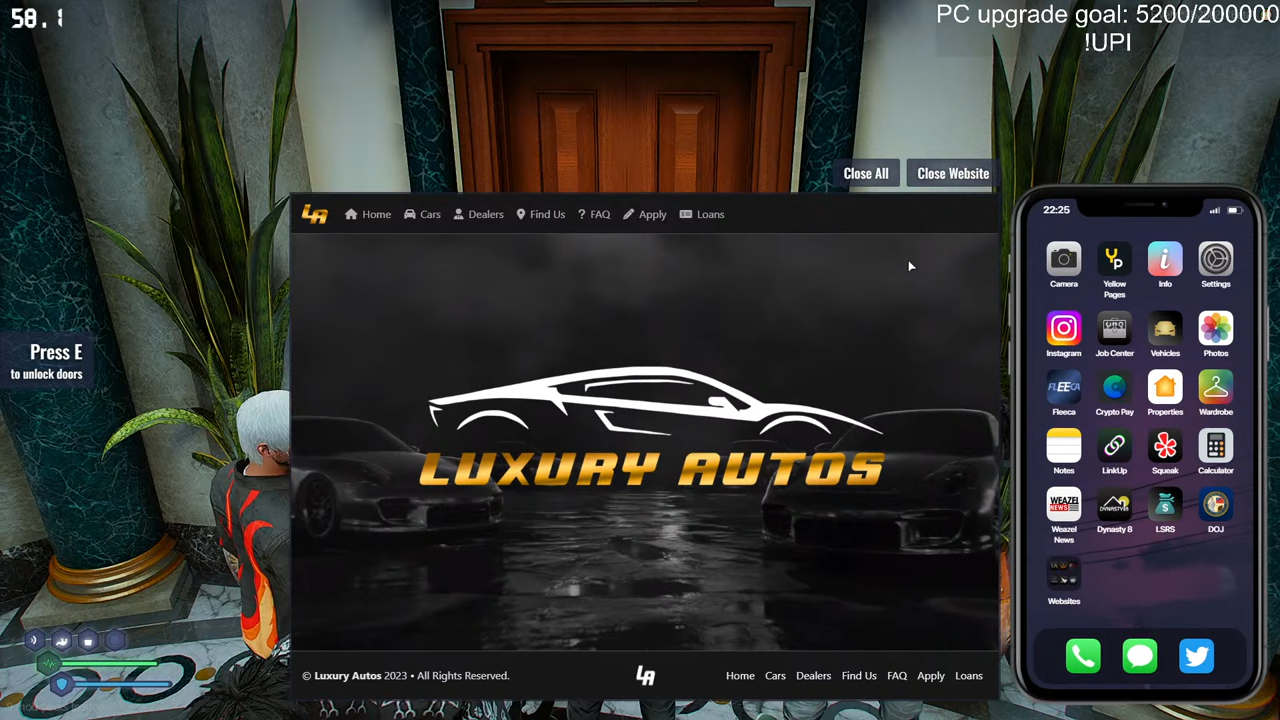 58.1
PC upgrade goal: 5200/200000
!UPI
Close All
Close Website
Press E
to unlock doors
LA
Home
Cars
Dealers
Find Us
? FAQ
Apply
Loans
LUXURY AUTOS
© Luxury Autos 2023 • All Rights Reserved.
LA
Home
Cars
Dealers
Find Us
FAQ
Apply
Loans
22:25
Camera
YP
Yellow
Pages
i
Info
Settings
Instagram
Job Center
Vehicles
Photos
FLEECA
Fleeca
Crypto Pay
Properties
Wardrobe
Notes
LinkUp
Squeak
Calculator
WEAZEL
NEWS
Weazel
News
DYNASTY8
Dynasty 8
$
LSRS
DOJ
Websites